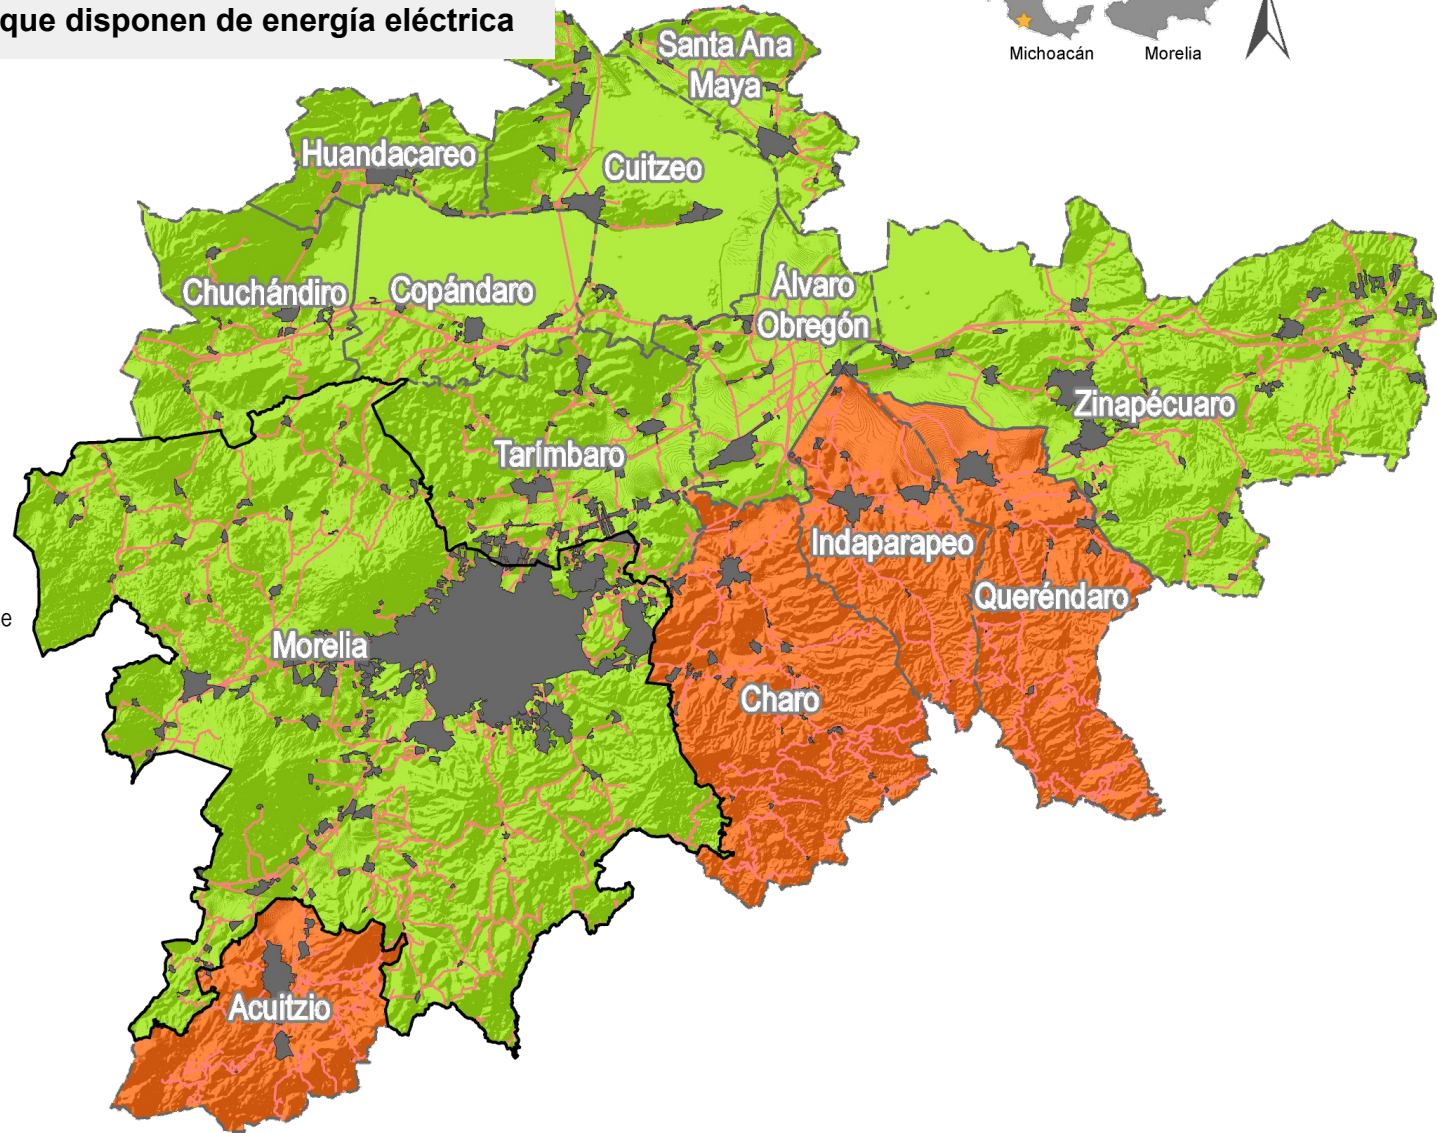 que disponen de energía eléctrica
Michoacán
Morelia
Santa Ana
Maya
Huandacareo
Cuitzeo
Chuchándiro
Copándaro
Álvaro
Obregón
Zinapécuaro
Tarímbaro
Indaparapeo
Queréndaro
e
Morelia
Charo
Acuitzio